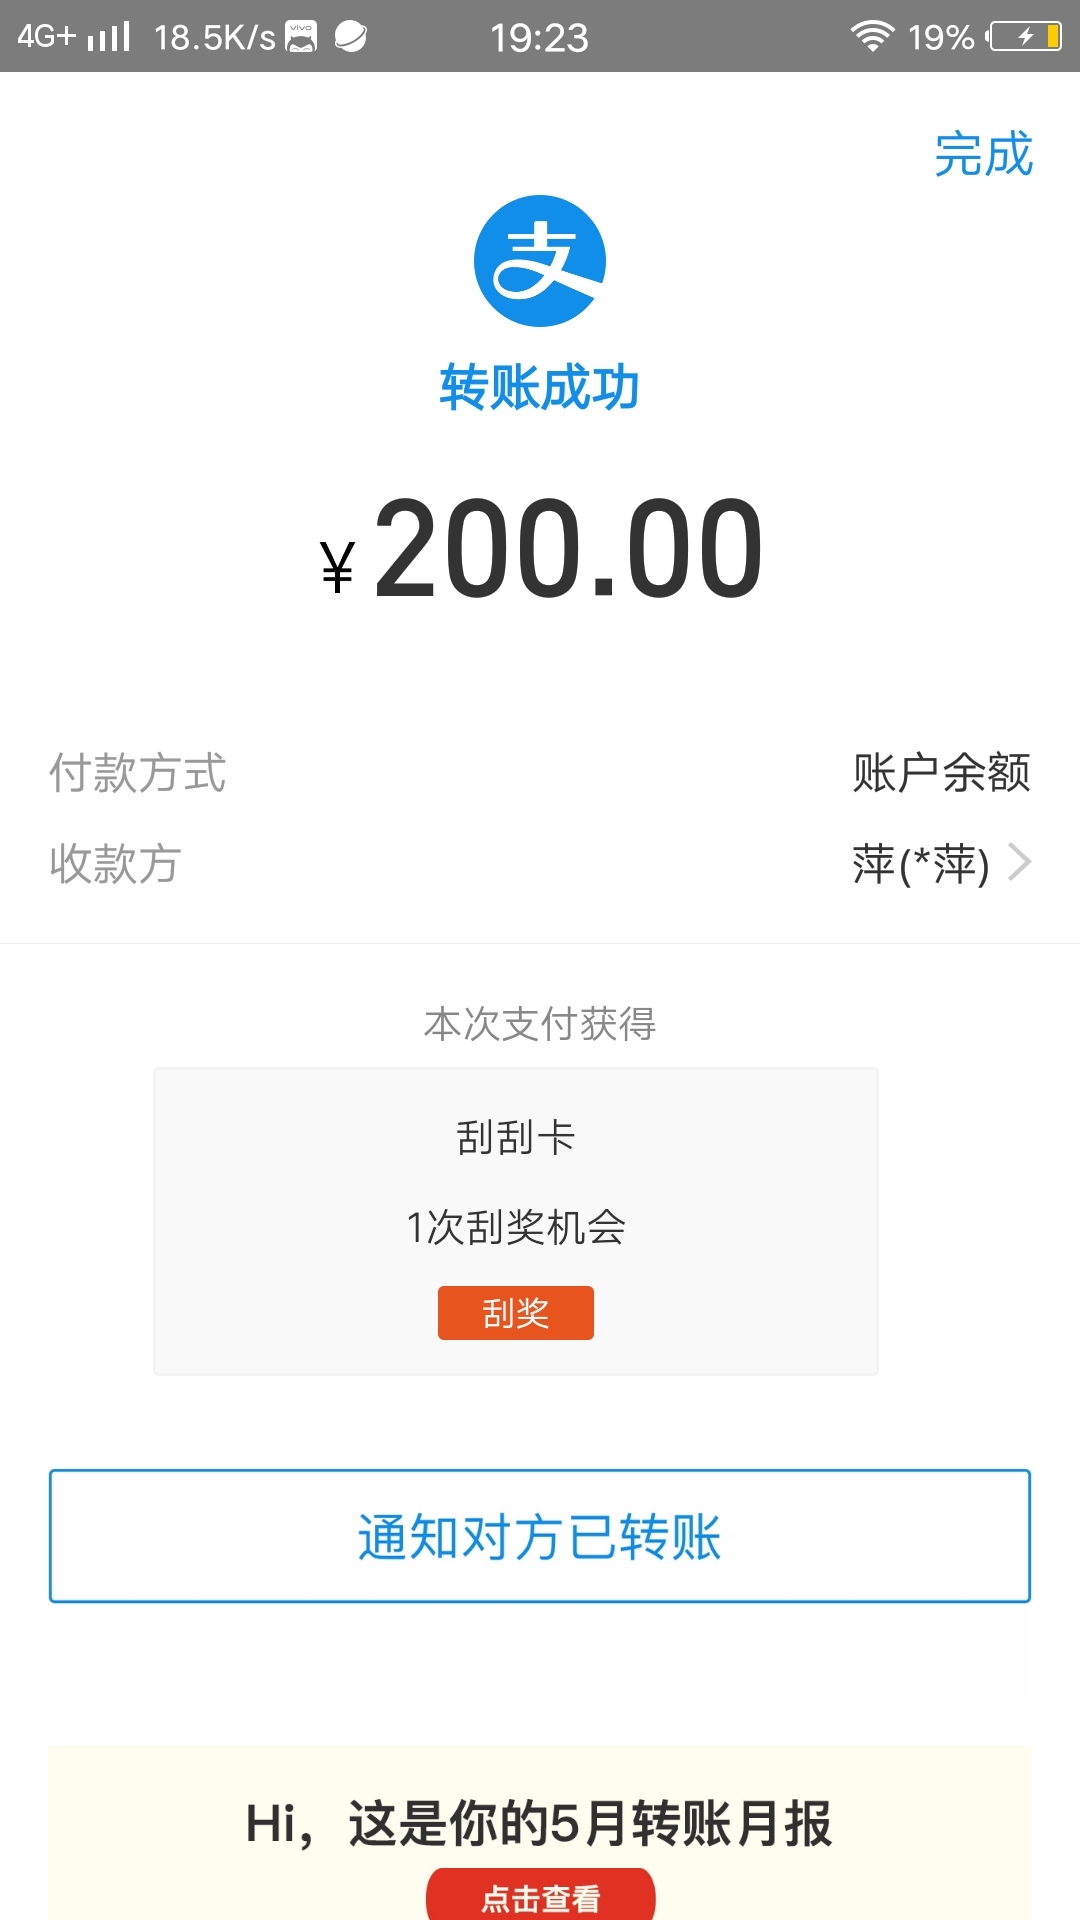 4G+ 18.5K/s vivo 19:23 19%
完成
支
转账成功
¥200.00
付款方式 账户余额
收款方 萍(*萍)
本次支付获得
刮刮卡
1次刮奖机会
刮奖
通知对方已转账
Hi，这是你的5月转账月报
点击查看